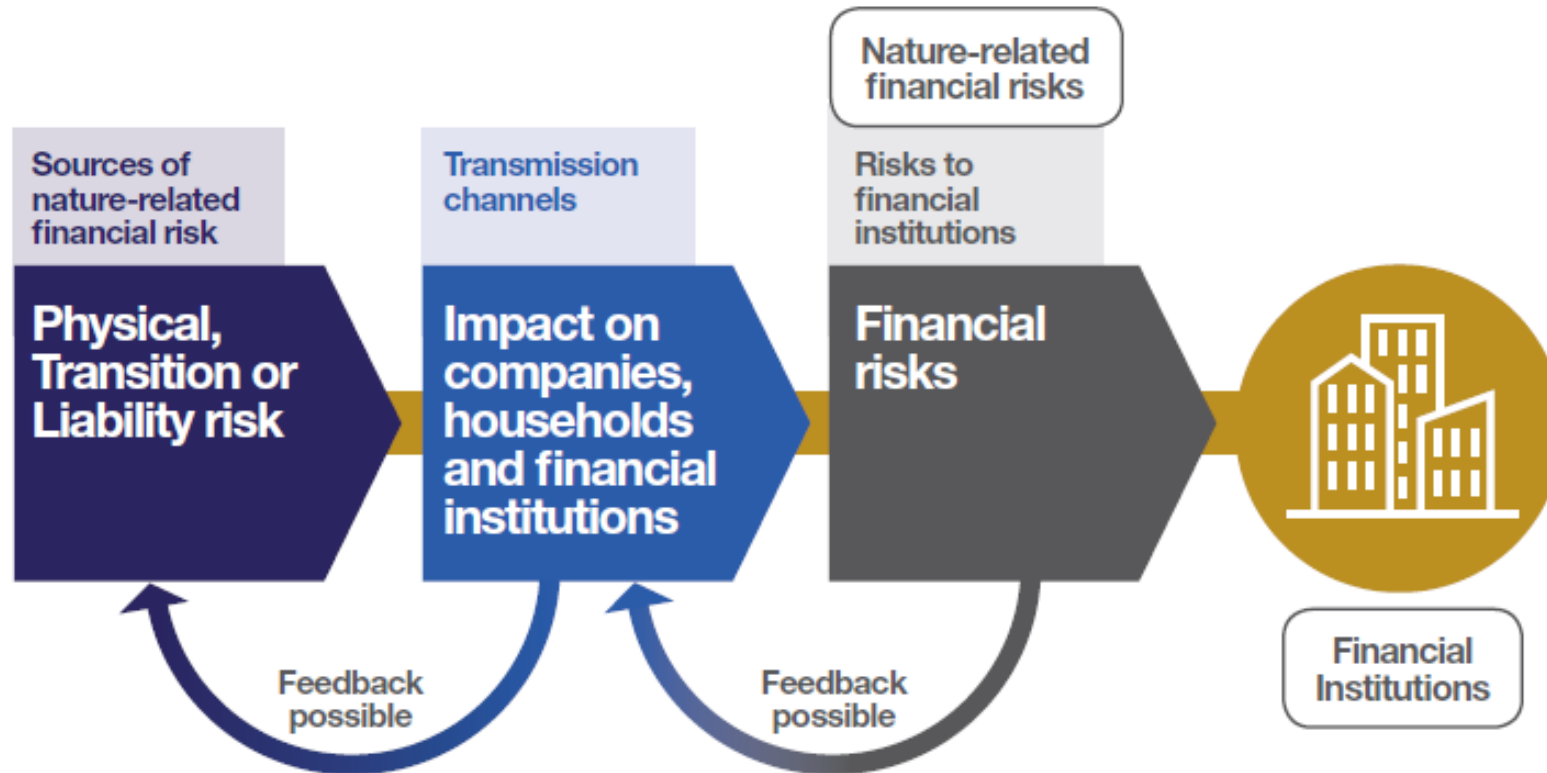 Nature-related
financial risks
Sources of
nature-related
financial risk
Transmission
channels
Risks to
financial
institutions
Physical,
Transition or
Liability risk
Impact on
companies,
households
and financial
institutions
Financial
risks
Feedback
possible
Feedback
possible
Financial
Institutions